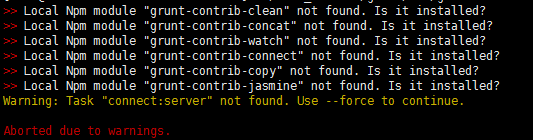 >> Local Npm module "grunt-contrib-clean" not found. Is it installed?
>> Local Npm module "grunt-contrib-concat" not found. Is it installed?
>> Local Npm module "grunt-contrib-watch" not found. Is it installed?
>> Local Npm module "grunt-contrib-connect" not found. Is it installed?
>> Local Npm module "grunt-contrib-copy" not found. Is it installed?
>> Local Npm module "grunt-contrib-jasmine" not found. Is it installed?
Warning: Task "connect:server" not found. Use --force to continue.
Aborted due to warnings.